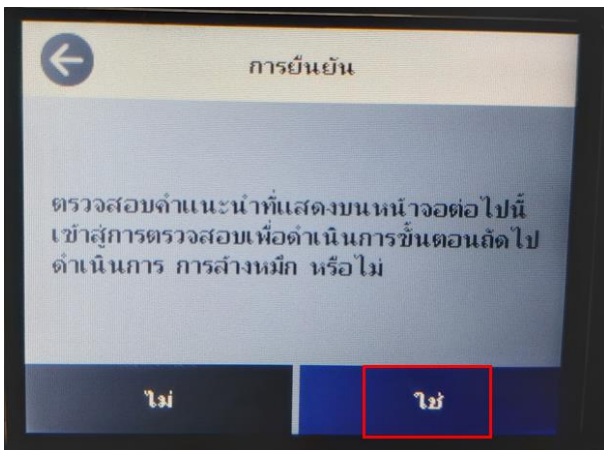 การยืนยัน
ตรวจสอบคำแนะนำที่แสดงบนหน้าจอต่อไปนี้
เข้าสู่การตรวจสอบเพื่อดำเนินการขั้นตอนถัดไป
ดำเนินการ การล้างหมึก หรือไม่
ไม่
ใช่